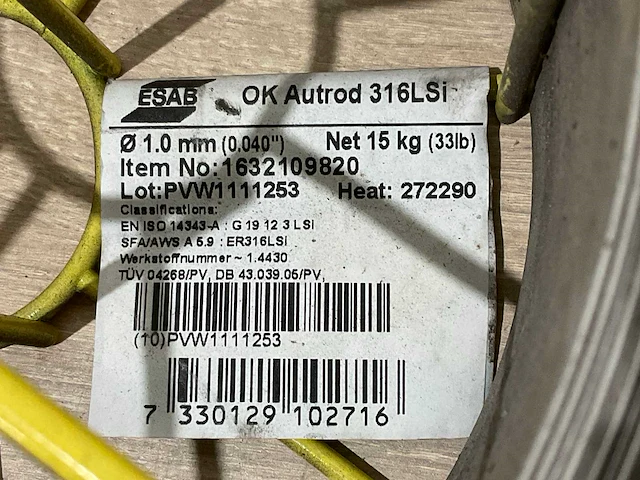 ESAB OK Autrod 316LSi
Ø 1.0 mm (0.040") Net 15 kg (33lb)
Item No:1632109820
Lot:PVW1111253 Heat: 272290
Classifications:
EN ISO 14343-A : G 19 12 3 LSI
SFA/AWS A 5.9 : ER316LSI
Werkstoffnummer ~ 1.4430
TÜV 04268/PV, DB 43.039.05/PV,
(10)PVW1111253
7 330129 102716